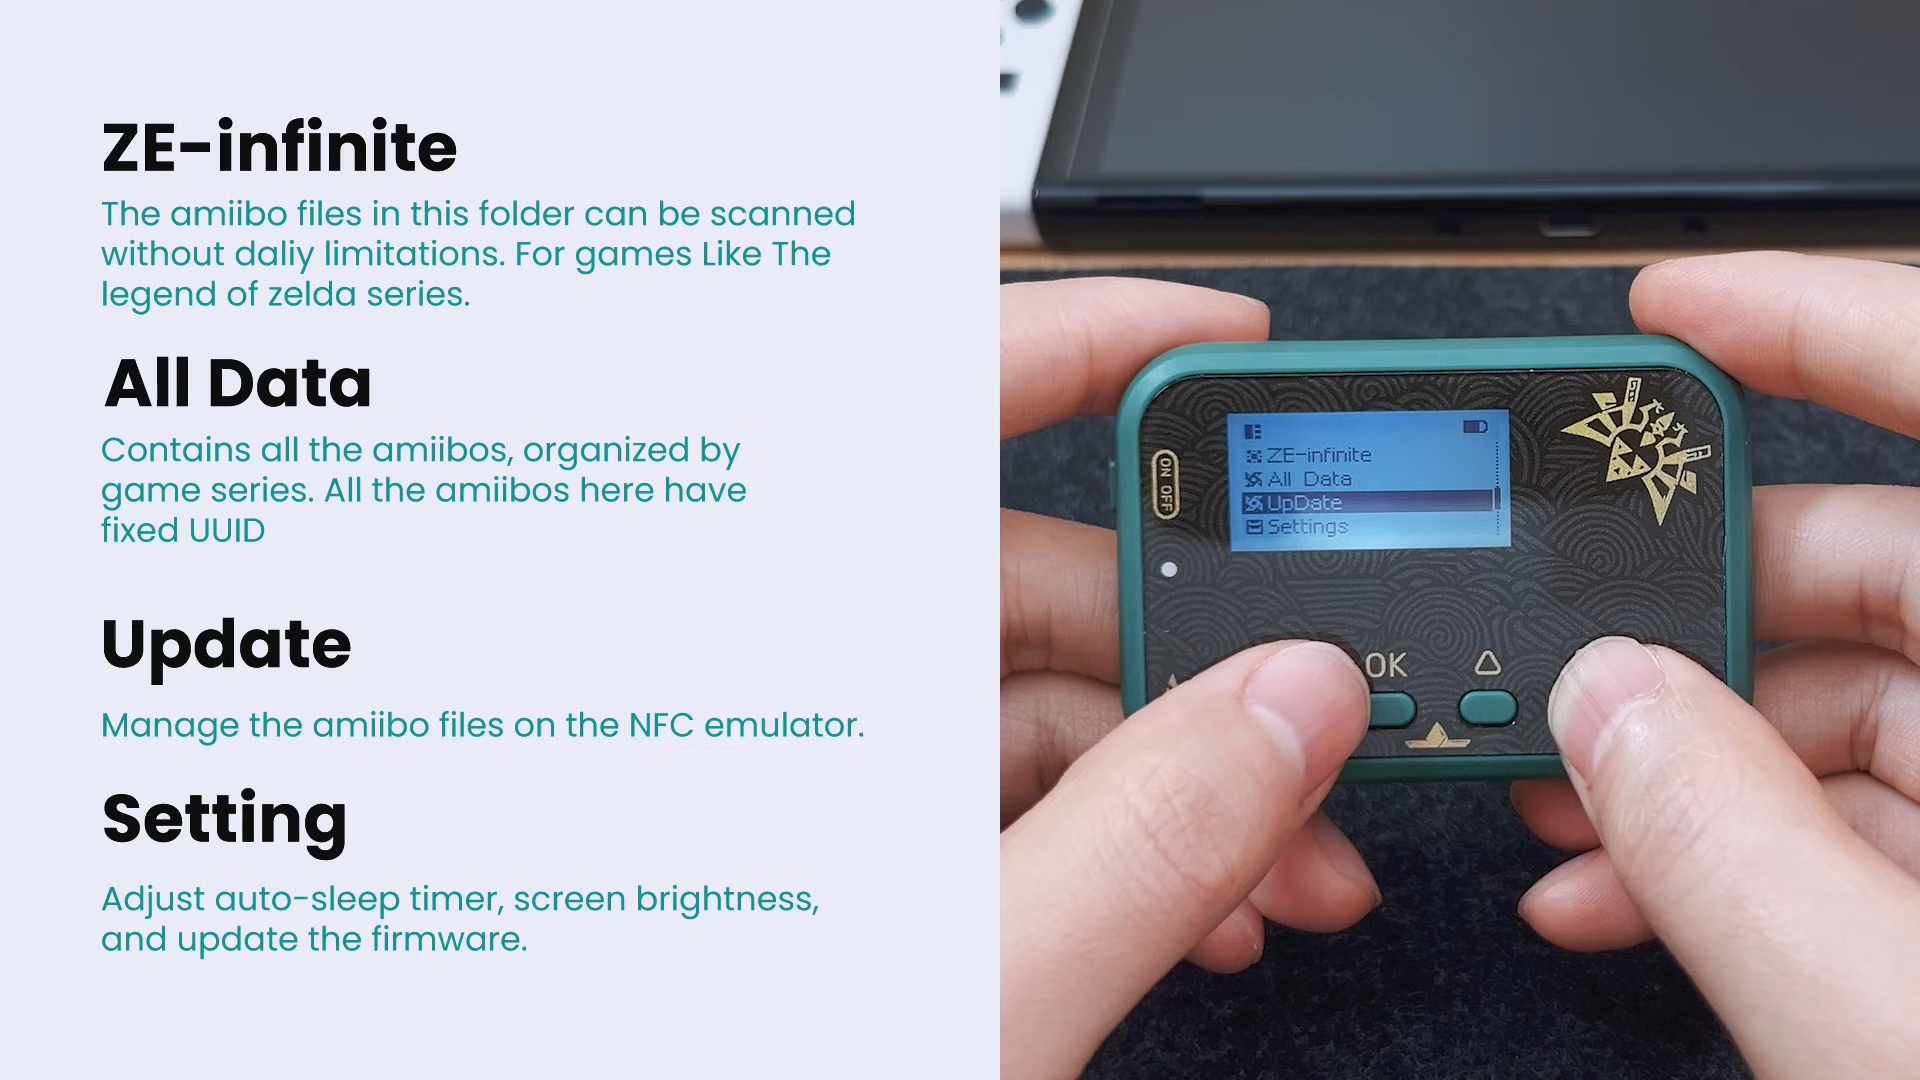 ZE-infinite
The amiibo files in this folder can be scanned
without daliy limitations. For games Like The
legend of zelda series.
All Data
Contains all the amiibos, organized by
game series. All the amiibos here have
fixed UUID
Update
Manage the amiibo files on the NFC emulator.
Setting
Adjust auto-sleep timer, screen brightness,
and update the firmware.
ZE-infinite
All Data
UpDate
Settings
ON OFF
OK